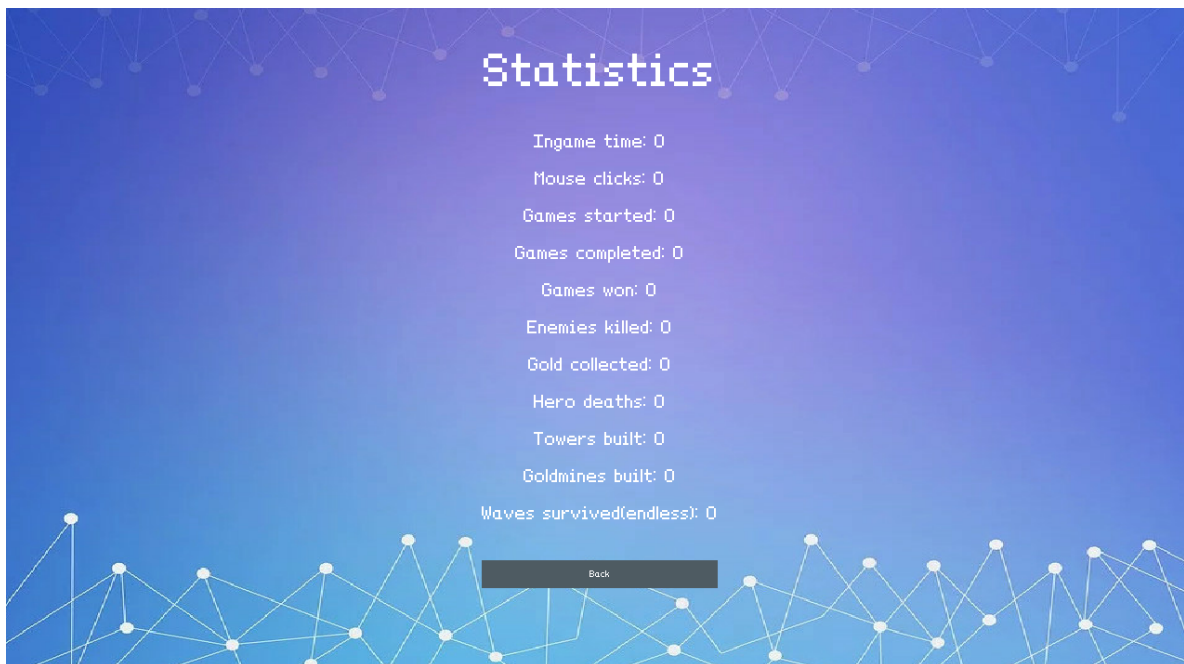 Statistics
Ingame time: 0
Mouse clicks: 0
Games started: 0
Games completed: 0
Games won: 0
Enemies killed: 0
Gold collected: 0
Hero deaths: 0
Towers built: 0
Goldmines built: 0
Waves survived(endless): 0
Back